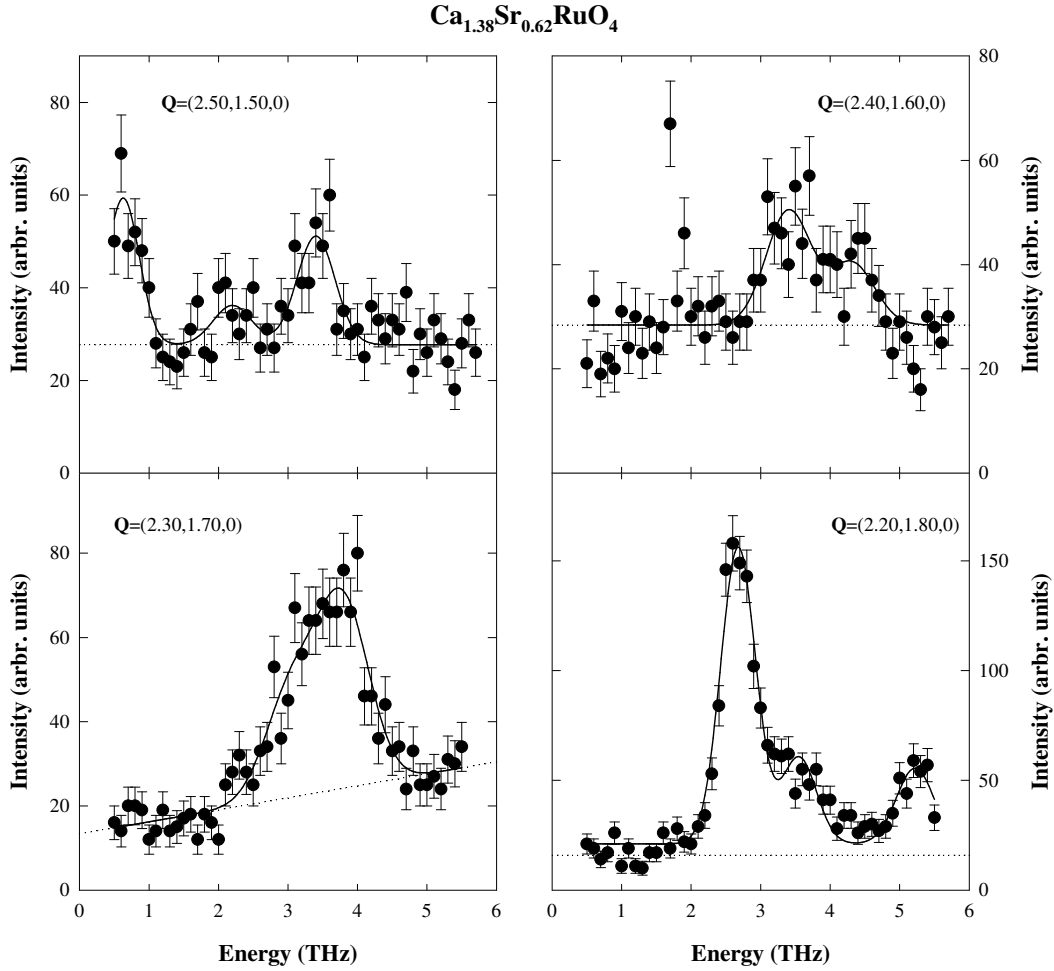 Ca1.38Sr0.62RuO4
80
60
40
20
0
Intensity (arbr. units)
Q=(2.50,1.50,0)
80
60
40
20
0
Intensity (arbr. units)
Q=(2.40,1.60,0)
80
60
40
20
0
Intensity (arbr. units)
Q=(2.30,1.70,0)
0 1 2 3 4 5 6
Energy (THz)
150
100
50
0
Intensity (arbr. units)
Q=(2.20,1.80,0)
0 1 2 3 4 5 6
Energy (THz)